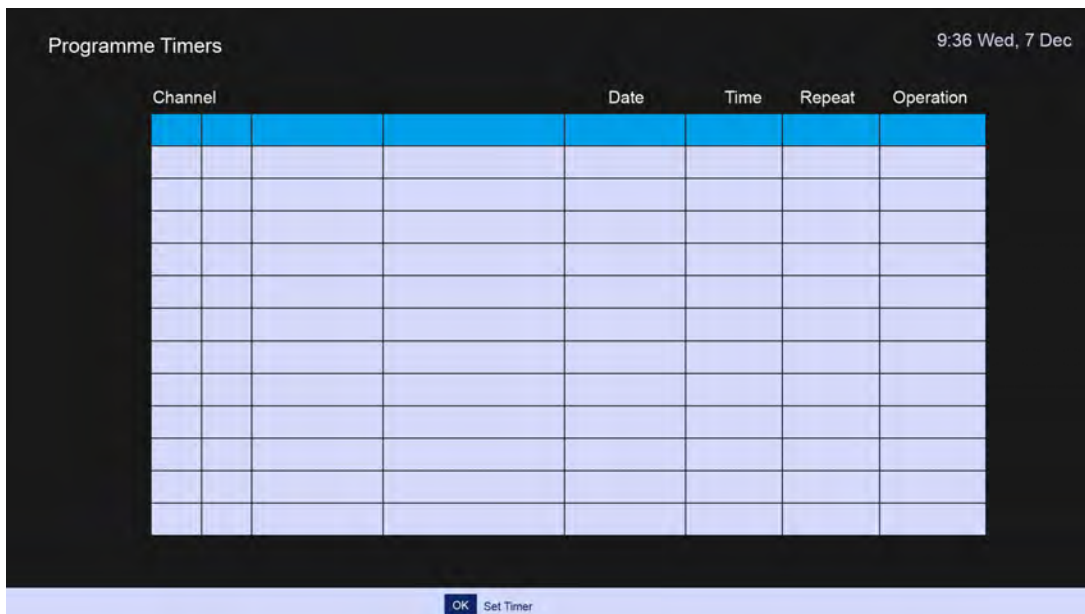 Programme Timers
9:36 Wed, 7 Dec
Channel Date Time Repeat Operation
OK Set Timer